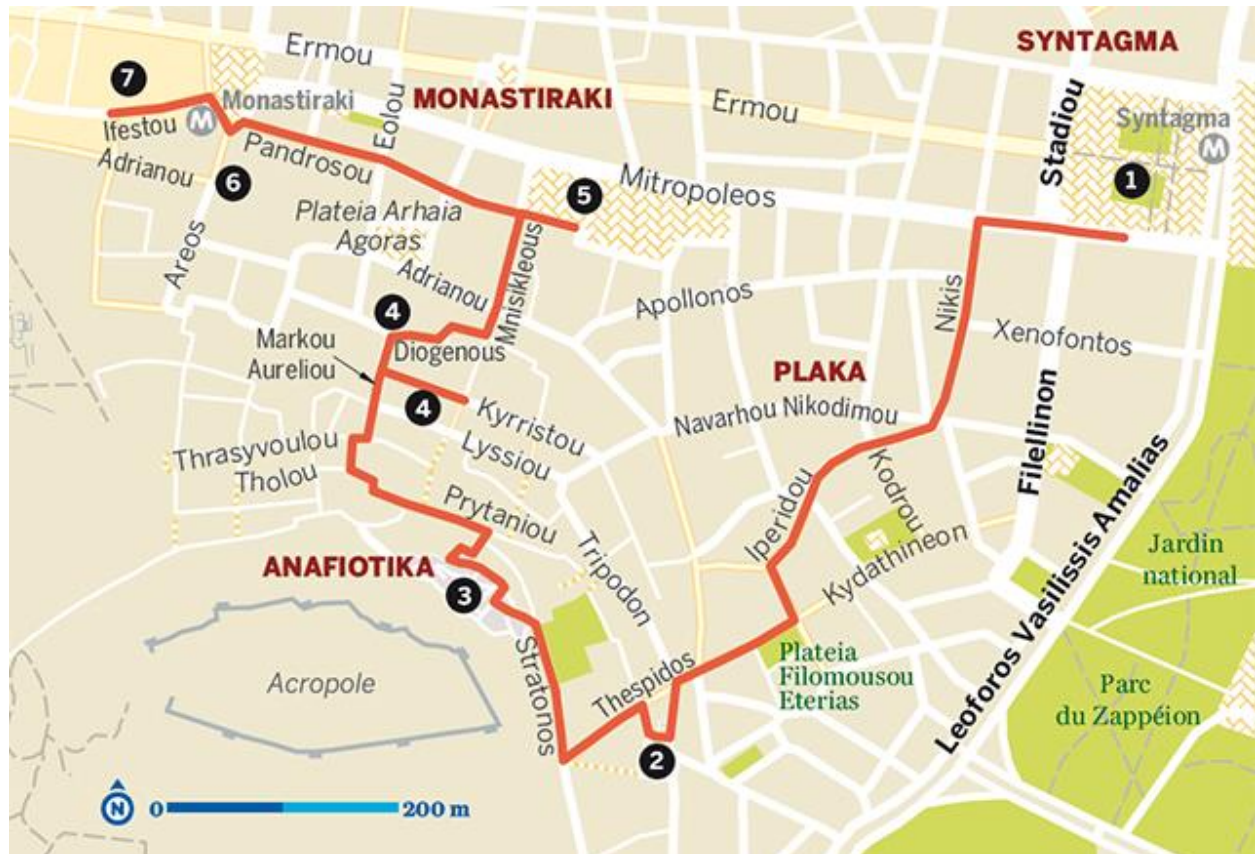 Ermou
SYNTAGMA
7
Monastiraki
MONASTIRAKI
Eolou
Ermou
Stadiou
Syntagma
M
Ifestou
M
Pandrosou
Adrianou
6
5
Mitropoleos
1
Plateia Arhaia
Agoras
Areos
Adrianou
Mnisikleous
Apollonos
Nikis
Xenofontos
4
Markou
Aureliou
Diogenous
PLAKA
4
Kyrristou
Navarhou Nikodimou
Lyssiou
Thrasyvoulou
Tholou
Kodrou
Filellinon
Prytaniou
Iperidou
Tripodon
Kydathineon
Leoforos Vasilissis Amalias
Jardin
national
ANAFIOTIKA
3
Stratonos
Thespidos
Plateia
Filomousou
Eterias
Acropole
Parc
du Zappéion
2
N
0
200 m